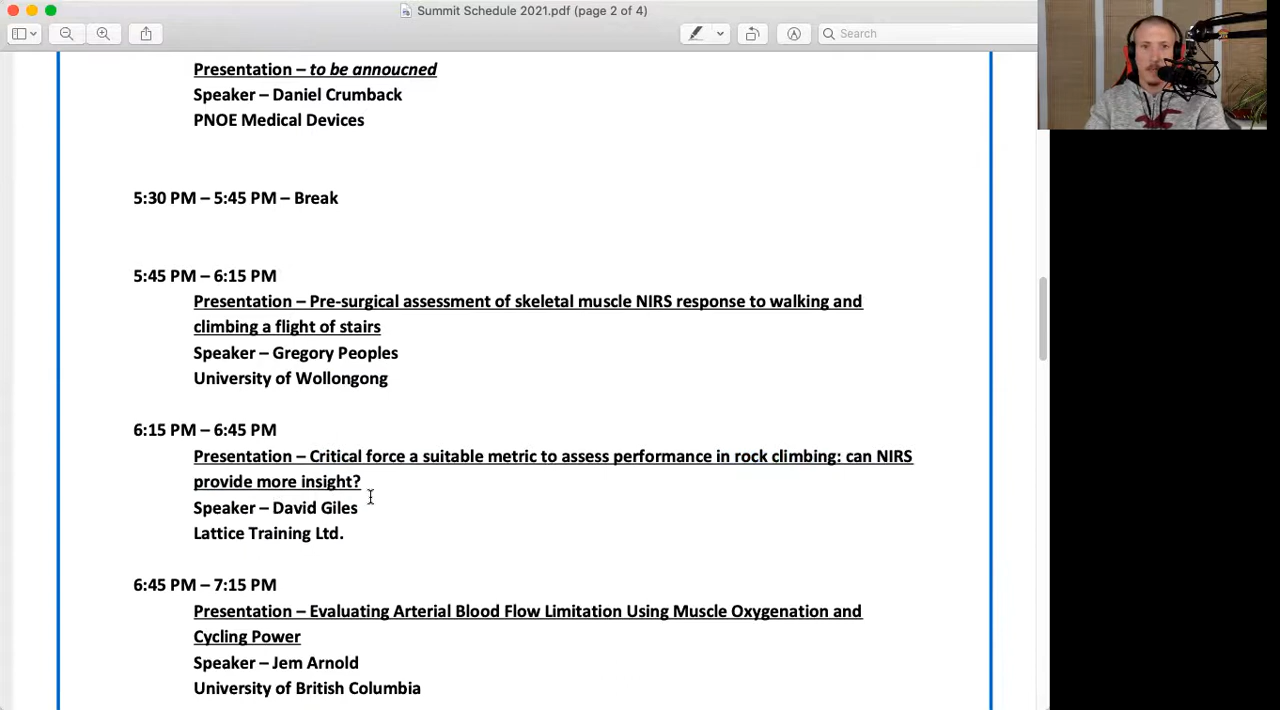 Summit Schedule 2021.pdf (page 2 of 4)
Search
Presentation – to be annoucned
Speaker – Daniel Crumback
PNOE Medical Devices
5:30 PM – 5:45 PM – Break
5:45 PM – 6:15 PM
Presentation – Pre-surgical assessment of skeletal muscle NIRS response to walking and
climbing a flight of stairs
Speaker – Gregory Peoples
University of Wollongong
6:15 PM – 6:45 PM
Presentation – Critical force a suitable metric to assess performance in rock climbing: can NIRS
provide more insight?
Speaker – David Giles
Lattice Training Ltd.
6:45 PM – 7:15 PM
Presentation – Evaluating Arterial Blood Flow Limitation Using Muscle Oxygenation and
Cycling Power
Speaker – Jem Arnold
University of British Columbia